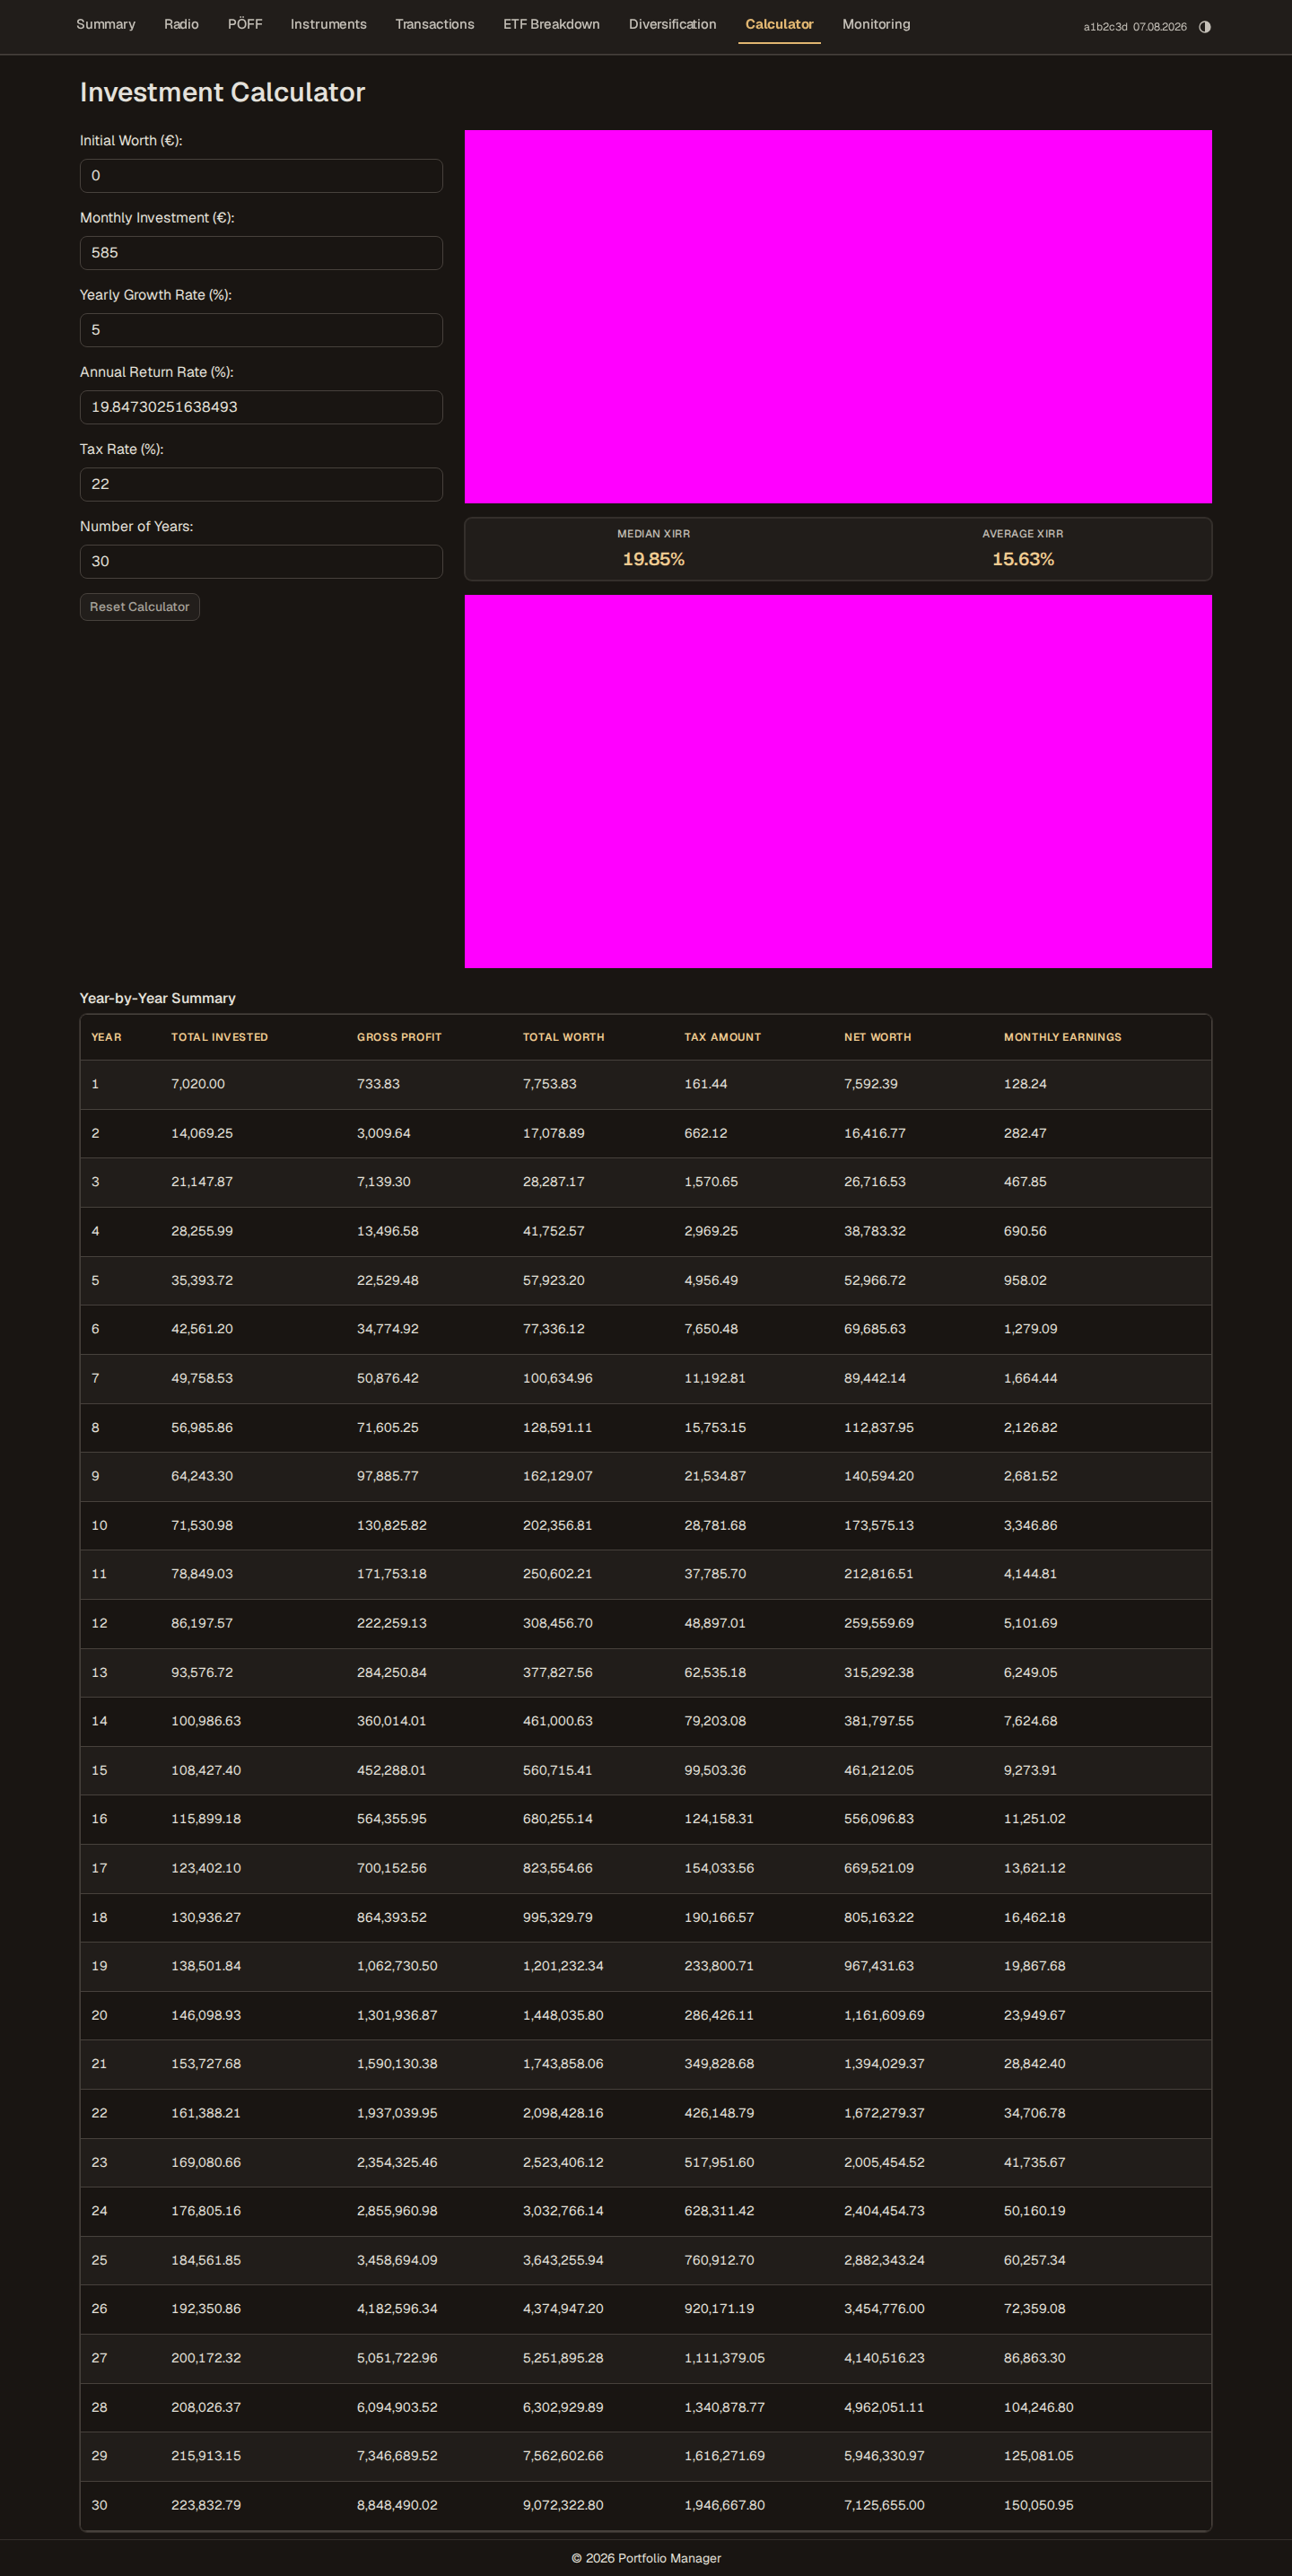 Summary Radio PÖFF Instruments Transactions ETF Breakdown Diversification Calculator Monitoring a1b2c3d 07.08.2026
Investment Calculator
Initial Worth (€):
0
Monthly Investment (€):
585
Yearly Growth Rate (%):
5
Annual Return Rate (%):
19.84730251638493
Tax Rate (%):
22
Number of Years:
30
Reset Calculator
MEDIAN XIRR AVERAGE XIRR
19.85% 15.63%
Year-by-Year Summary
YEAR TOTAL INVESTED GROSS PROFIT TOTAL WORTH TAX AMOUNT NET WORTH MONTHLY EARNINGS
1 7,020.00 733.83 7,753.83 161.44 7,592.39 128.24
2 14,069.25 3,009.64 17,078.89 662.12 16,416.77 282.47
3 21,147.87 7,139.30 28,287.17 1,570.65 26,716.53 467.85
4 28,255.99 13,496.58 41,752.57 2,969.25 38,783.32 690.56
5 35,393.72 22,529.48 57,923.20 4,956.49 52,966.72 958.02
6 42,561.20 34,774.92 77,336.12 7,650.48 69,685.63 1,279.09
7 49,758.53 50,876.42 100,634.96 11,192.81 89,442.14 1,664.44
8 56,985.86 71,605.25 128,591.11 15,753.15 112,837.95 2,126.82
9 64,243.30 97,885.77 162,129.07 21,534.87 140,594.20 2,681.52
10 71,530.98 130,825.82 202,356.81 28,781.68 173,575.13 3,346.86
11 78,849.03 171,753.18 250,602.21 37,785.70 212,816.51 4,144.81
12 86,197.57 222,259.13 308,456.70 48,897.01 259,559.69 5,101.69
13 93,576.72 284,250.84 377,827.56 62,535.18 315,292.38 6,249.05
14 100,986.63 360,014.01 461,000.63 79,203.08 381,797.55 7,624.68
15 108,427.40 452,288.01 560,715.41 99,503.36 461,212.05 9,273.91
16 115,899.18 564,355.95 680,255.14 124,158.31 556,096.83 11,251.02
17 123,402.10 700,152.56 823,554.66 154,033.56 669,521.09 13,621.12
18 130,936.27 864,393.52 995,329.79 190,166.57 805,163.22 16,462.18
19 138,501.84 1,062,730.50 1,201,232.34 233,800.71 967,431.63 19,867.68
20 146,098.93 1,301,936.87 1,448,035.80 286,426.11 1,161,609.69 23,949.67
21 153,727.68 1,590,130.38 1,743,858.06 349,828.68 1,394,029.37 28,842.40
22 161,388.21 1,937,039.95 2,098,428.16 426,148.79 1,672,279.37 34,706.78
23 169,080.66 2,354,325.46 2,523,406.12 517,951.60 2,005,454.52 41,735.67
24 176,805.16 2,855,960.98 3,032,766.14 628,311.42 2,404,454.73 50,160.19
25 184,561.85 3,458,694.09 3,643,255.94 760,912.70 2,882,343.24 60,257.34
26 192,350.86 4,182,596.34 4,374,947.20 920,171.19 3,454,776.00 72,359.08
27 200,172.32 5,051,722.96 5,251,895.28 1,111,379.05 4,140,516.23 86,863.30
28 208,026.37 6,094,903.52 6,302,929.89 1,340,878.77 4,962,051.11 104,246.80
29 215,913.15 7,346,689.52 7,562,602.66 1,616,271.69 5,946,330.97 125,081.05
30 223,832.79 8,848,490.02 9,072,322.80 1,946,667.80 7,125,655.00 150,050.95
© 2026 Portfolio Manager